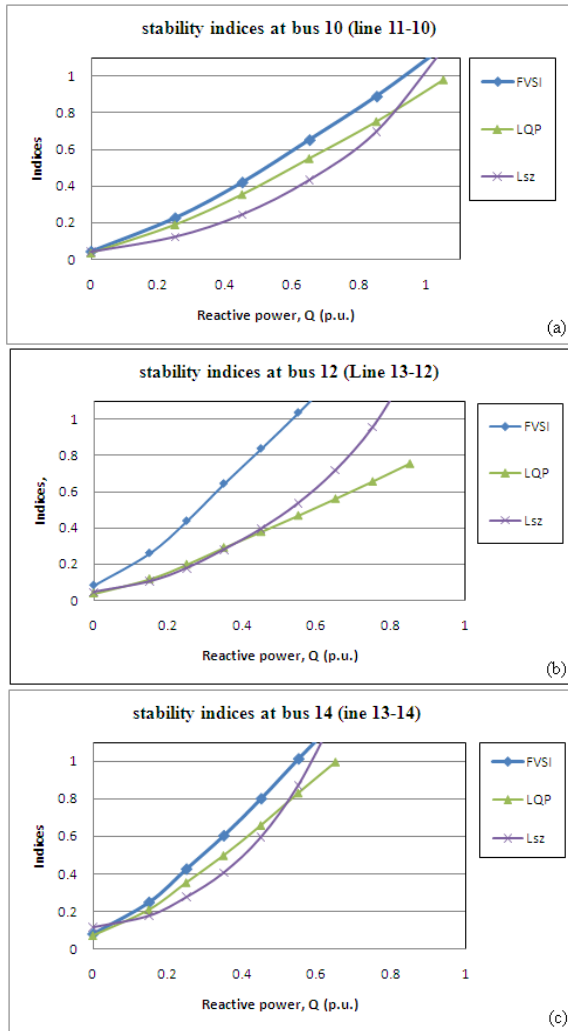 stability indices at bus 10 (line 11-10)
1
0.8
0.6
0.4
0.2
0
Indices
0 0.2 0.4 0.6 0.8 1
Reactive power, Q (p.u.)
FVSI
LQP
Lsz
(a)
stability indices at bus 12 (Line 13-12)
1
0.8
0.6
0.4
0.2
0
Indices,
0 0.2 0.4 0.6 0.8 1
Reactive power, Q (p.u.)
FVSI
LQP
Lsz
(b)
stability indices at bus 14 (ine 13-14)
1
0.8
0.6
0.4
0.2
0
Indices
0 0.2 0.4 0.6 0.8 1
Reactive power, Q (p.u.)
FVSI
LQP
Lsz
(c)